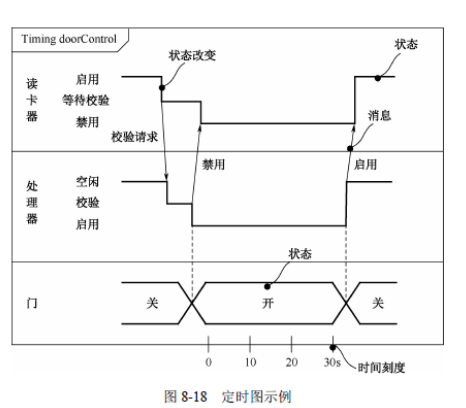 Timing doorControl
状态改变
状态
读卡器
启用
等待校验
禁用
校验请求
消息
禁用
启用
处理器
空闲
校验
启用
状态
门
关
开
关
0 10 20 30s
时间刻度
图 8-18 定时图示例